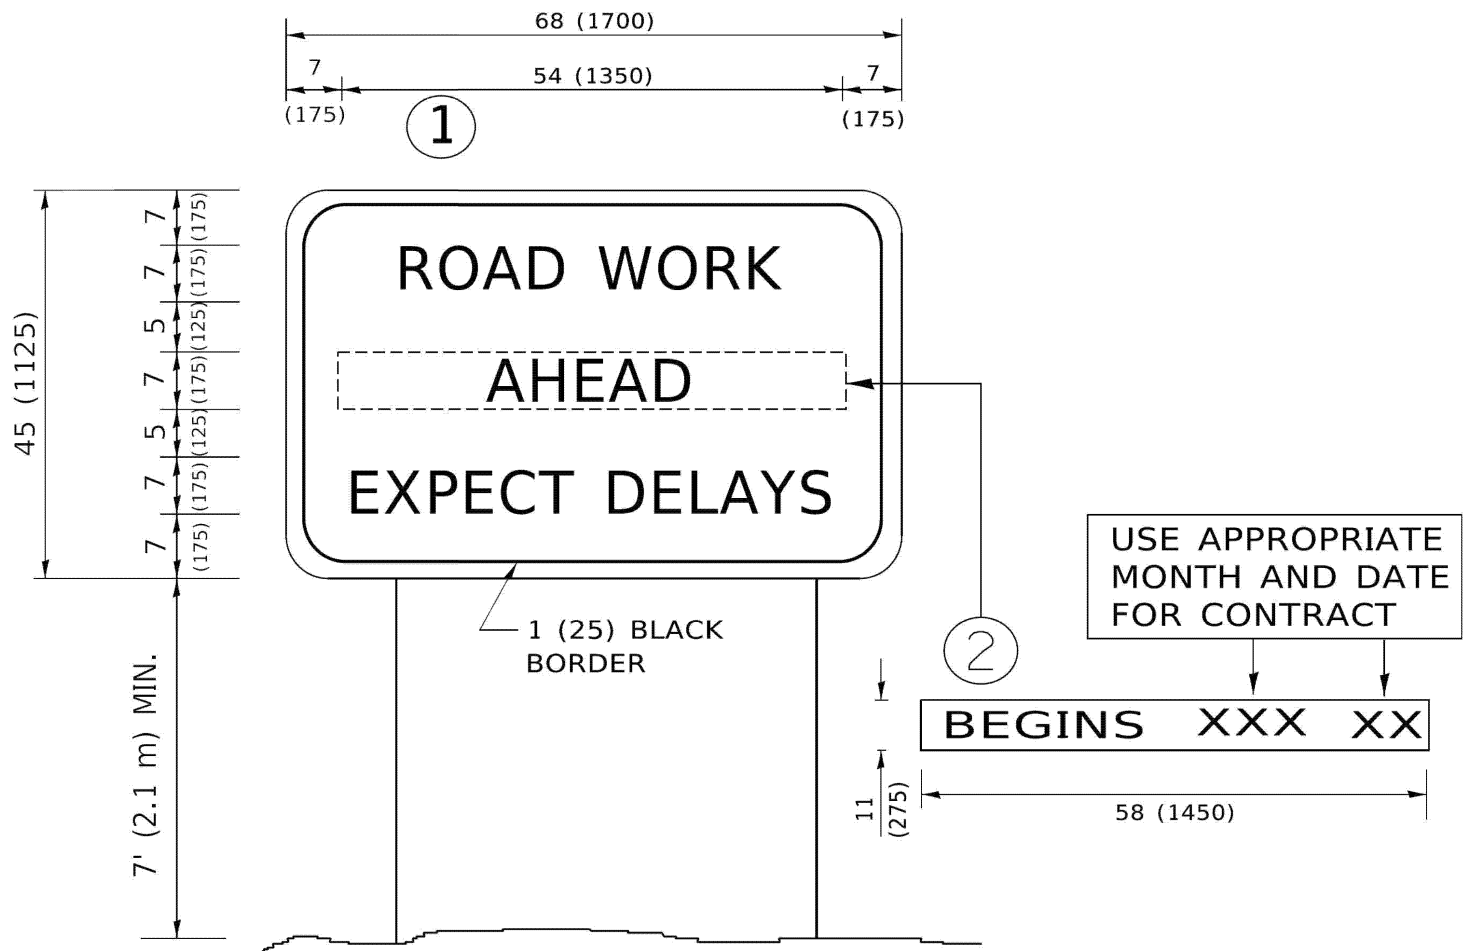 68 (1700)
7
54 (1350)
7
(175)
(175)
1
45 (1125)
7
(175)
7
(175)
5
(125)
7
(175)
5
(125)
7
(175)
7
(175)
ROAD WORK
AHEAD
EXPECT DELAYS
1 (25) BLACK
BORDER
7' (2.1 m) MIN.
2
USE APPROPRIATE
MONTH AND DATE
FOR CONTRACT
BEGINS XXX XX
11
(275)
58 (1450)